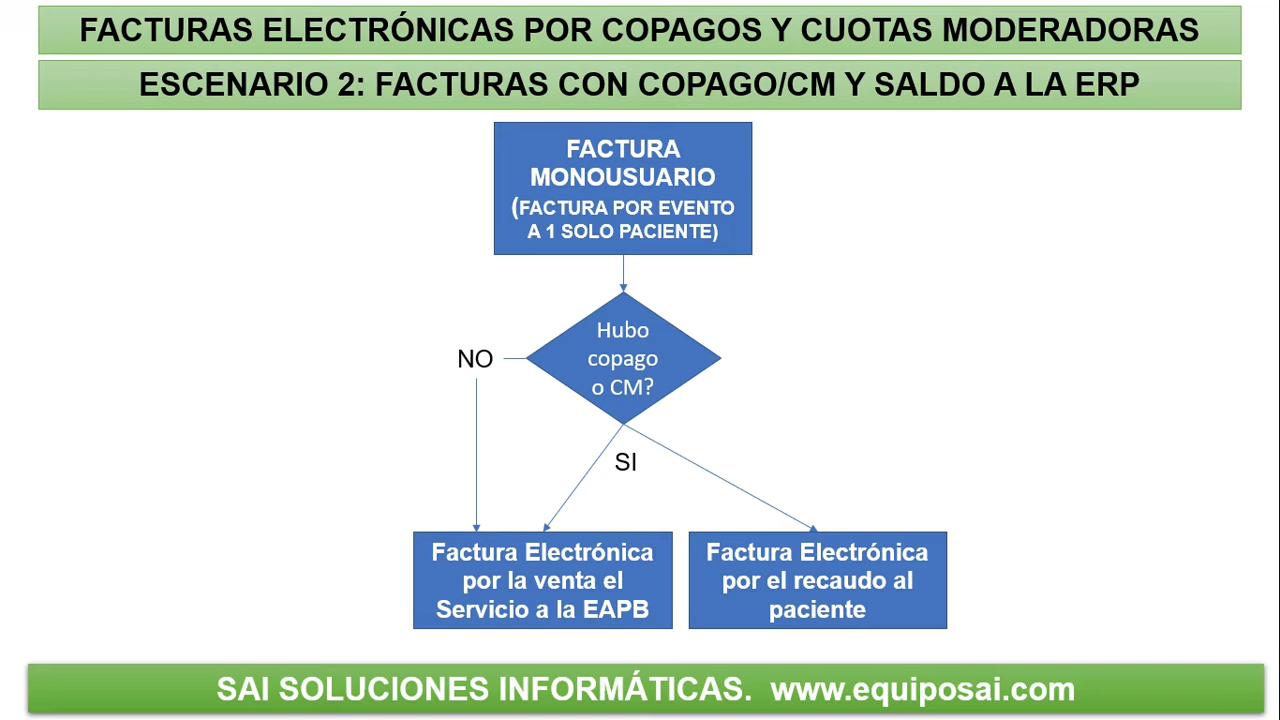 FACTURAS ELECTRÓNICAS POR COPAGOS Y CUOTAS MODERADORAS
ESCENARIO 2: FACTURAS CON COPAGO/CM Y SALDO A LA ERP
FACTURA
MONOUSUARIO
(FACTURA POR EVENTO
A 1 SOLO PACIENTE)
Hubo
copago
o CM?
NO
SI
Factura Electrónica
por la venta el
Servicio a la EAPB
Factura Electrónica
por el recaudo al
paciente
SAI SOLUCIONES INFORMÁTICAS. www.equiposai.com